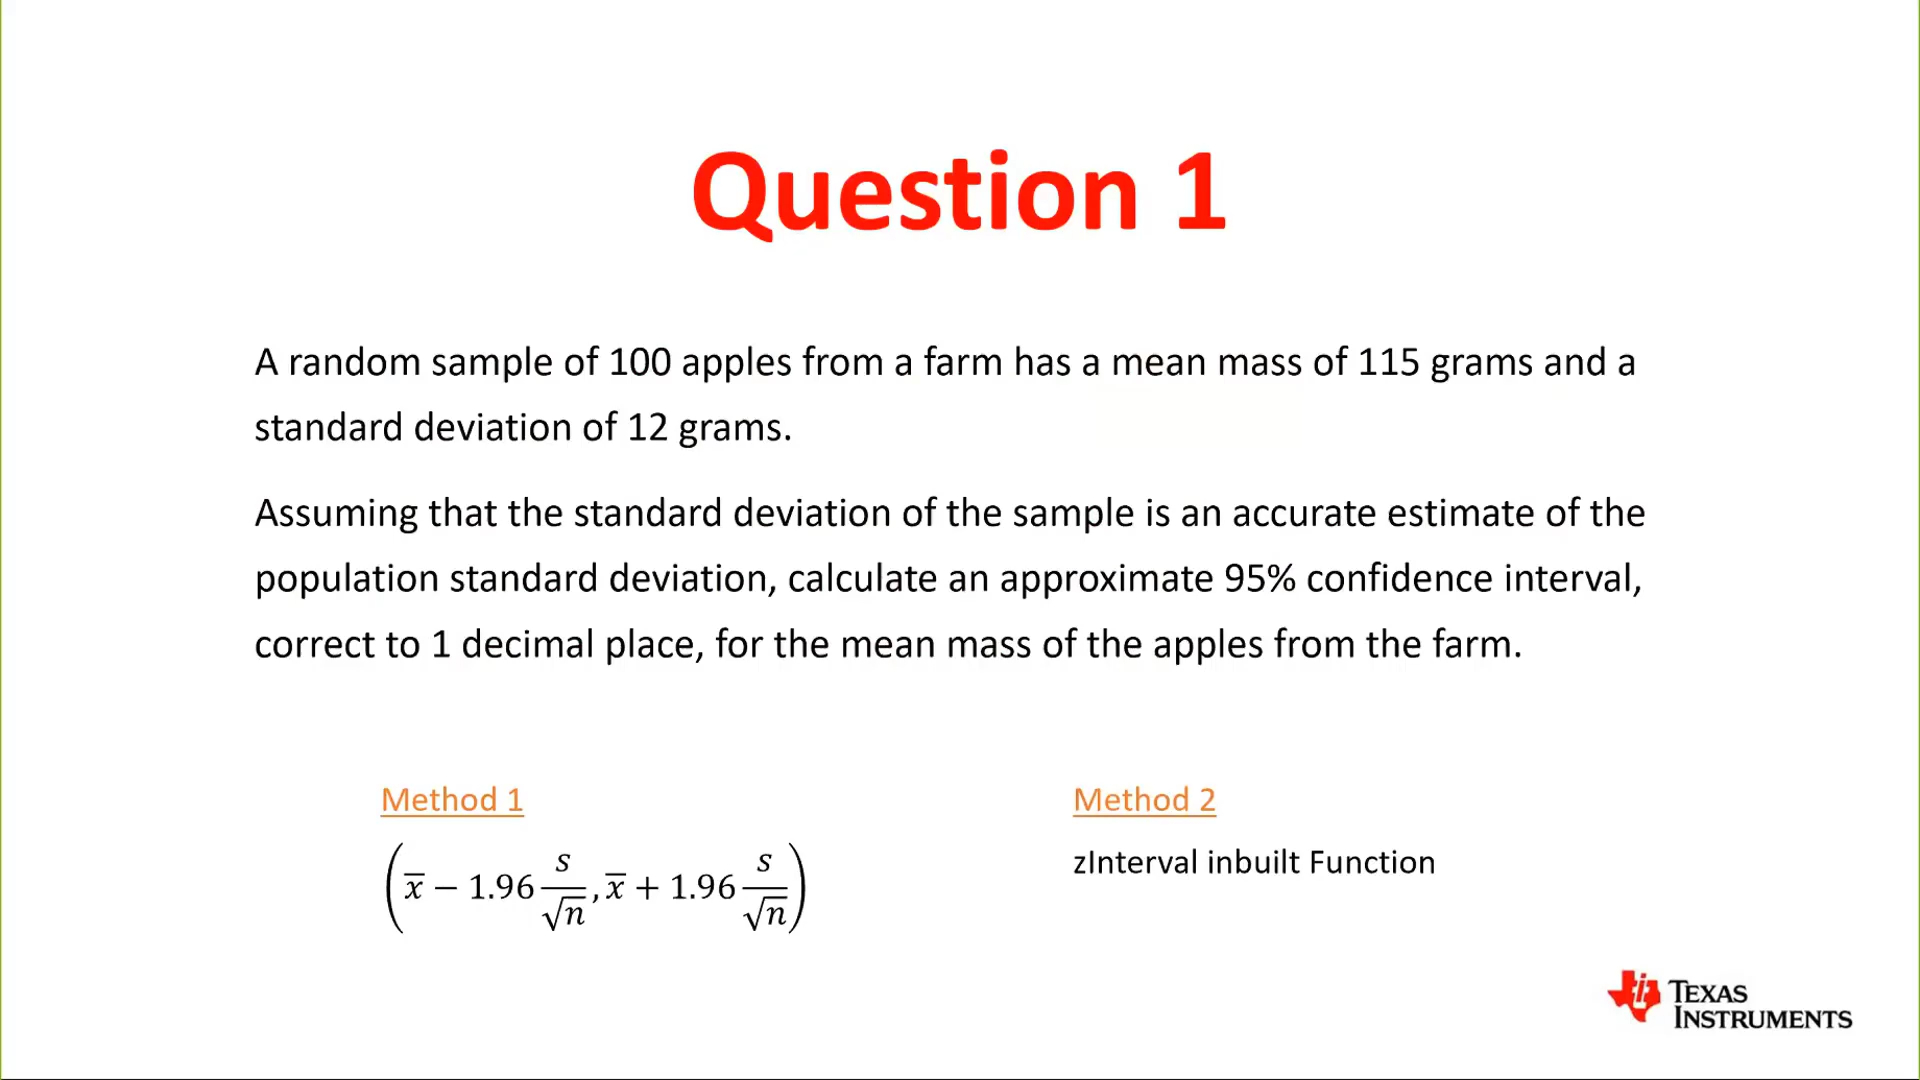 Question 1
A random sample of 100 apples from a farm has a mean mass of 115 grams and a
standard deviation of 12 grams.
Assuming that the standard deviation of the sample is an accurate estimate of the
population standard deviation, calculate an approximate 95% confidence interval,
correct to 1 decimal place, for the mean mass of the apples from the farm.
Method 1
(x̅ − 1.96 s/√n, x̅ + 1.96 s/√n)
Method 2
zInterval inbuilt Function
TEXAS
INSTRUMENTS